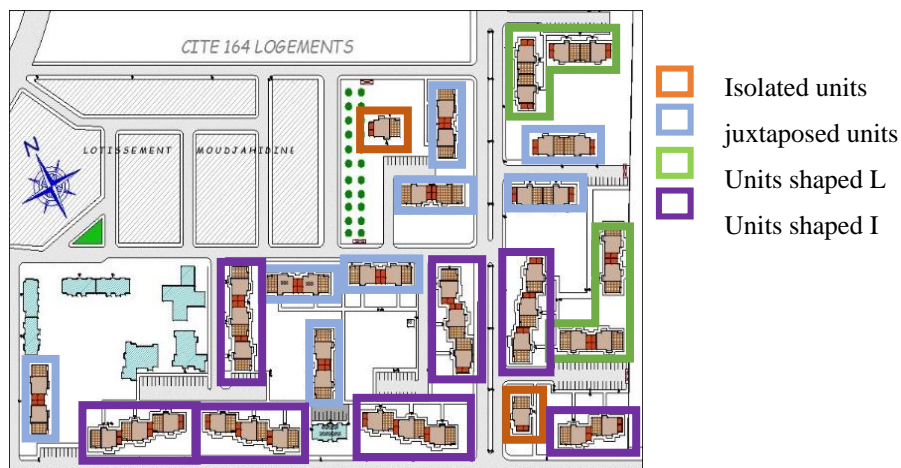 CITE 164 LOGEMENTS
LOTISSEMENT MOUDJAHIDINE
N
Isolated units
juxtaposed units
Units shaped L
Units shaped I